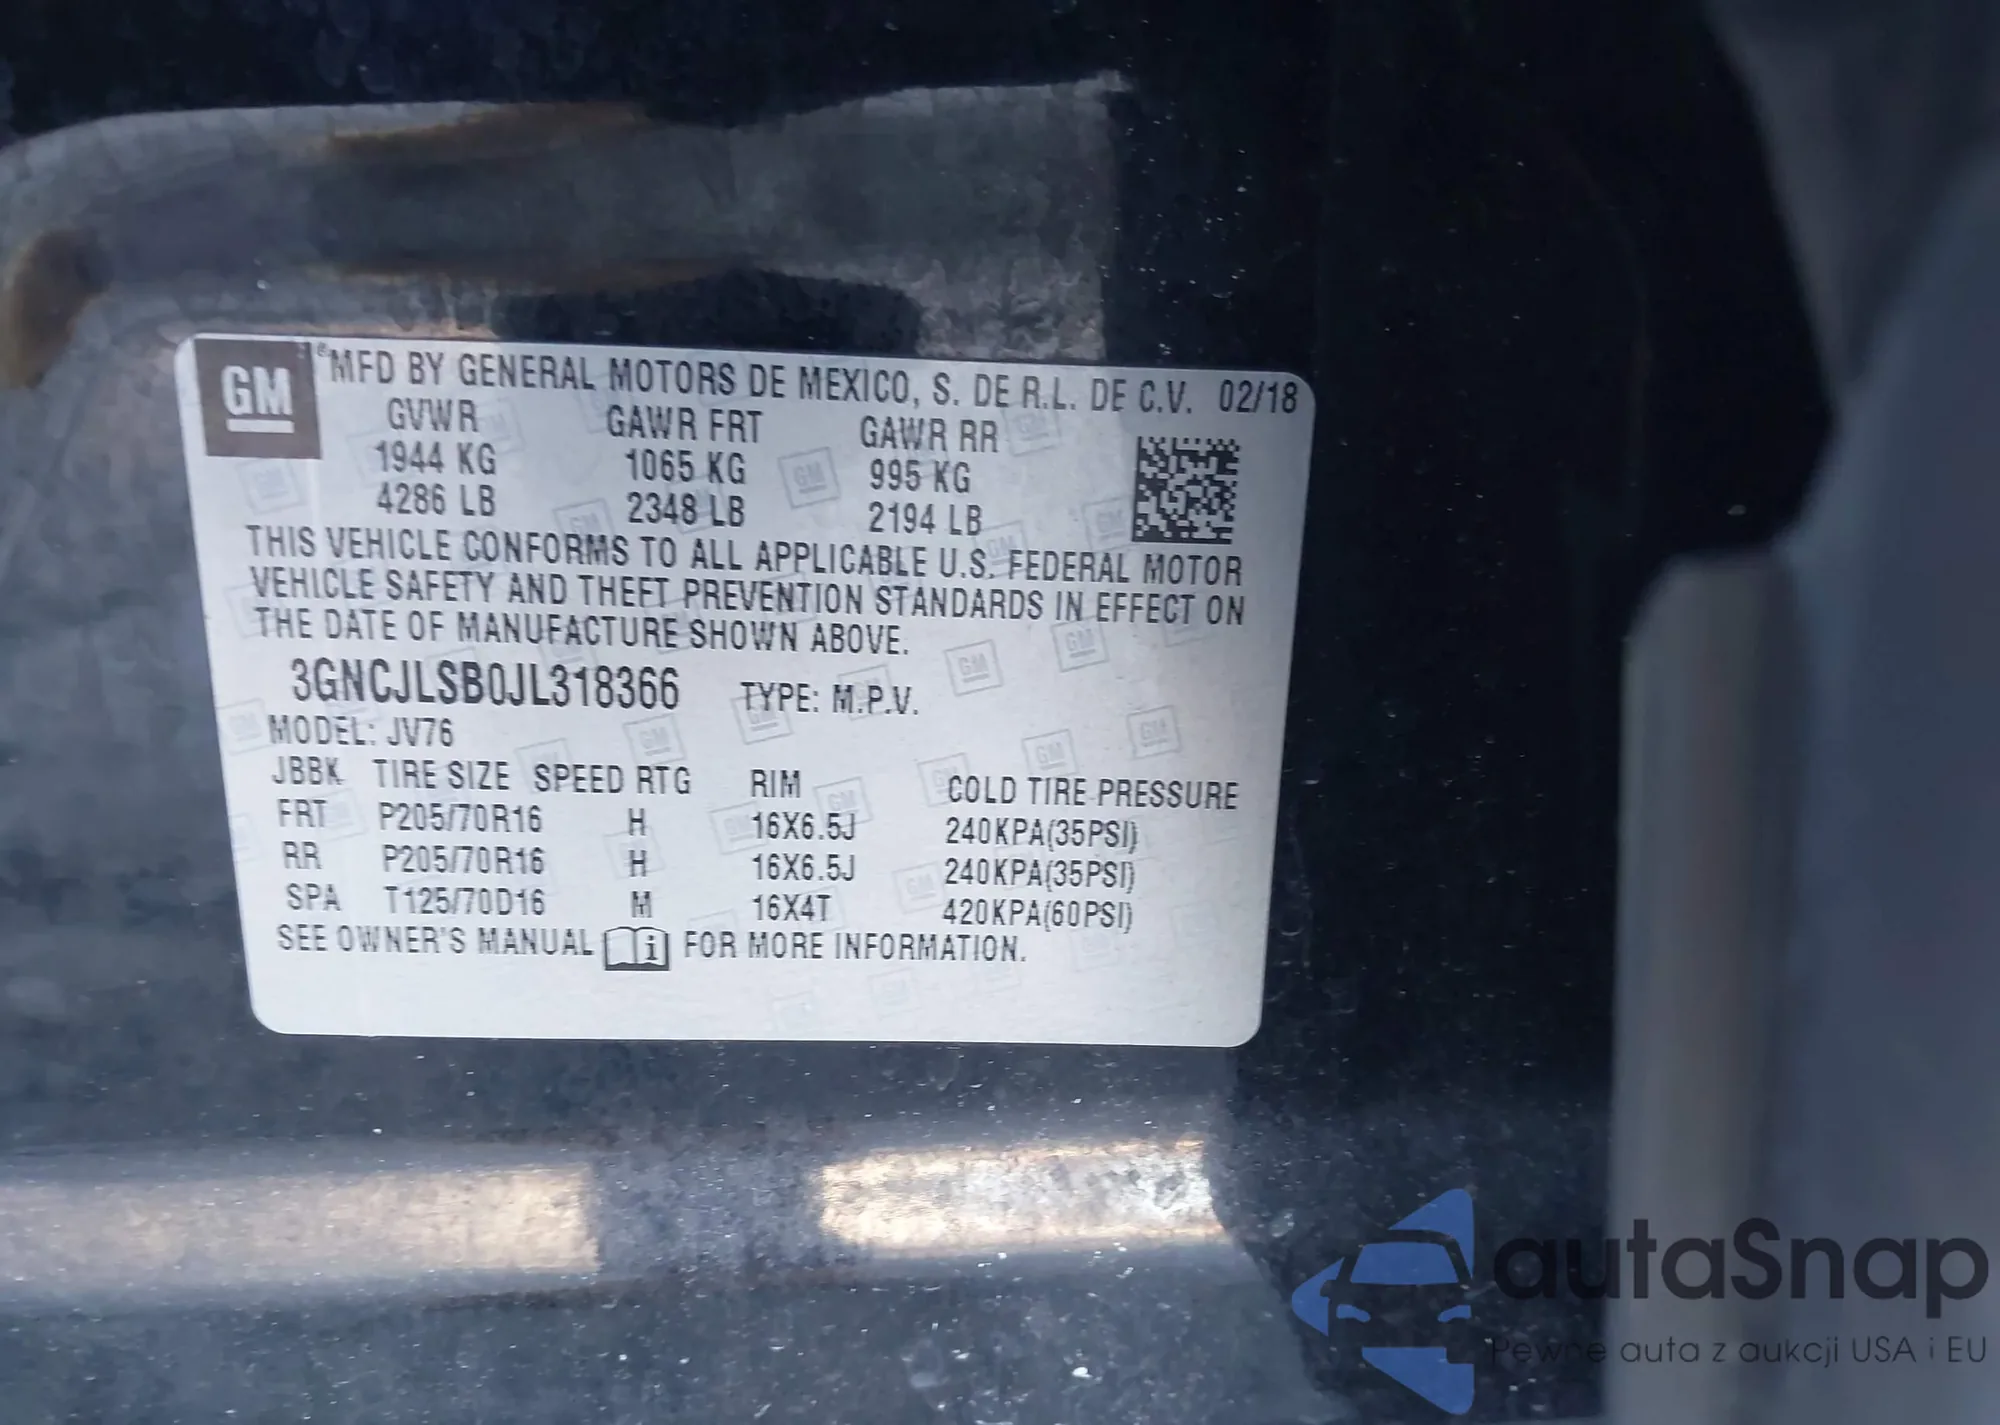 GM ®MFD BY GENERAL MOTORS DE MEXICO, S. DE R.L. DE C.V. 02/18
GVWR GAWR FRT GAWR RR
1944 KG 1065 KG 995 KG
4286 LB 2348 LB 2194 LB
THIS VEHICLE CONFORMS TO ALL APPLICABLE U.S. FEDERAL MOTOR
VEHICLE SAFETY AND THEFT PREVENTION STANDARDS IN EFFECT ON
THE DATE OF MANUFACTURE SHOWN ABOVE.
3GNCJLSB0JL318366 TYPE: M.P.V.
MODEL: JV76
JBBK TIRE SIZE SPEED RTG RIM COLD TIRE PRESSURE
FRT P205/70R16 H 16X6.5J 240KPA(35PSI)
RR P205/70R16 H 16X6.5J 240KPA(35PSI)
SPA T125/70D16 M 16X4T 420KPA(60PSI)
SEE OWNER'S MANUAL i FOR MORE INFORMATION.
autaSnap
Pewne auta z aukcji USA i EU